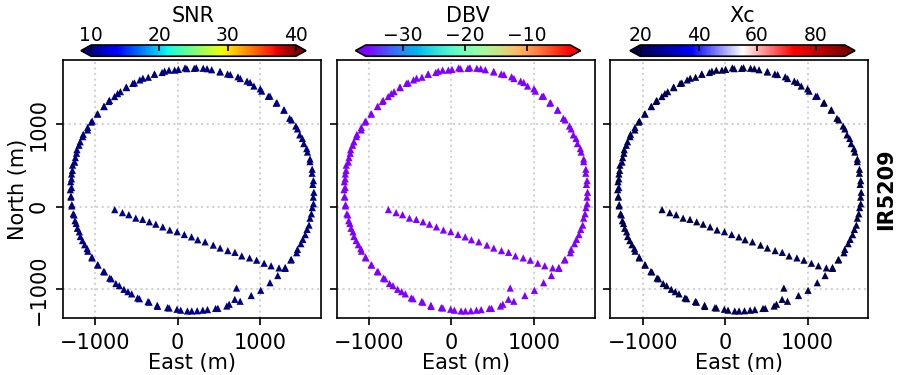 SNR DBV Xc
10 20 30 40 −30 −20 −10 20 40 60 80
North (m)
1000
0
−1000
IR5209
−1000 0 1000 −1000 0 1000 −1000 0 1000
East (m) East (m) East (m)